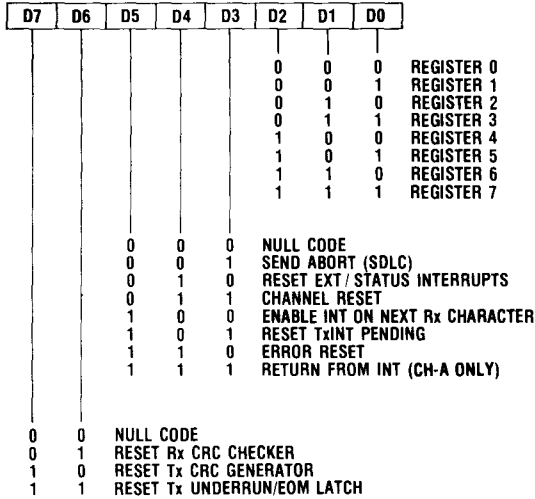 D7 D6 D5 D4 D3 D2 D1 D0
0 0 0 REGISTER 0
0 0 1 REGISTER 1
0 1 0 REGISTER 2
0 1 1 REGISTER 3
1 0 0 REGISTER 4
1 0 1 REGISTER 5
1 1 0 REGISTER 6
1 1 1 REGISTER 7
0 0 0 NULL CODE
0 0 1 SEND ABORT (SDLC)
0 1 0 RESET EXT/STATUS INTERRUPTS
0 1 1 CHANNEL RESET
1 0 0 ENABLE INT ON NEXT Rx CHARACTER
1 0 1 RESET TxINT PENDING
1 1 0 ERROR RESET
1 1 1 RETURN FROM INT (CH-A ONLY)
0 0 NULL CODE
0 1 RESET Rx CRC CHECKER
1 0 RESET Tx CRC GENERATOR
1 1 RESET Tx UNDERRUN/EOM LATCH